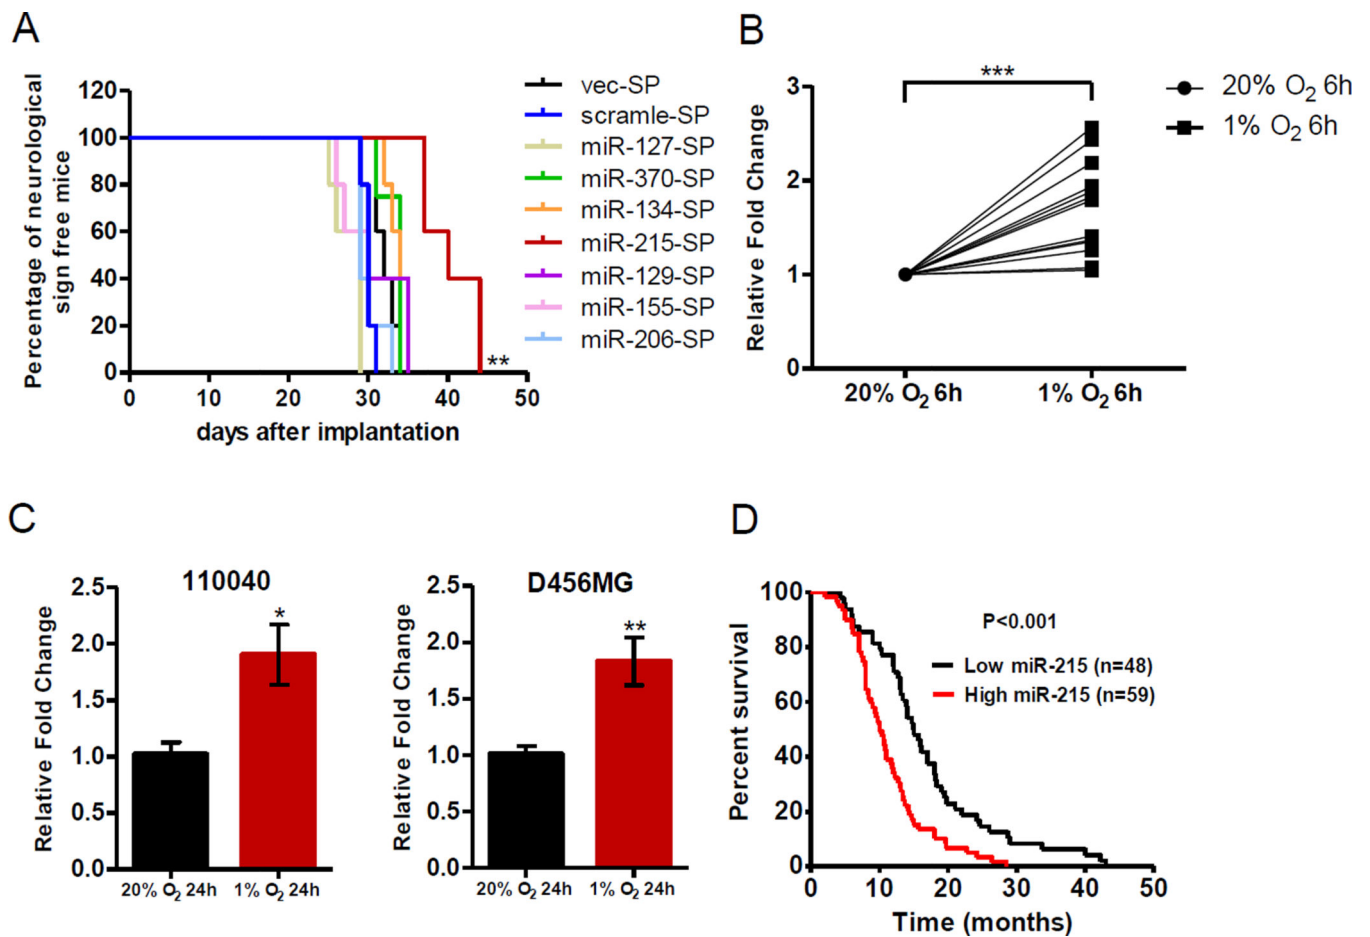 A
Percentage of neurological
sign free mice
120
100
80
60
40
20
0
0 10 20 30 40 50
days after implantation
**
vec-SP
scramle-SP
miR-127-SP
miR-370-SP
miR-134-SP
miR-215-SP
miR-129-SP
miR-155-SP
miR-206-SP
B
Relative Fold Change
3
2
1
0
***
20% O2 6h 1% O2 6h
20% O2 6h
1% O2 6h
C
110040
Relative Fold Change
2.5
2.0
1.5
1.0
0.5
0.0
*
20% O2 24h 1% O2 24h
D456MG
Relative Fold Change
2.5
2.0
1.5
1.0
0.5
0.0
**
20% O2 24h 1% O2 24h
D
Percent survival
100
80
60
40
20
0
P<0.001
Low miR-215 (n=48)
High miR-215 (n=59)
0 10 20 30 40 50
Time (months)